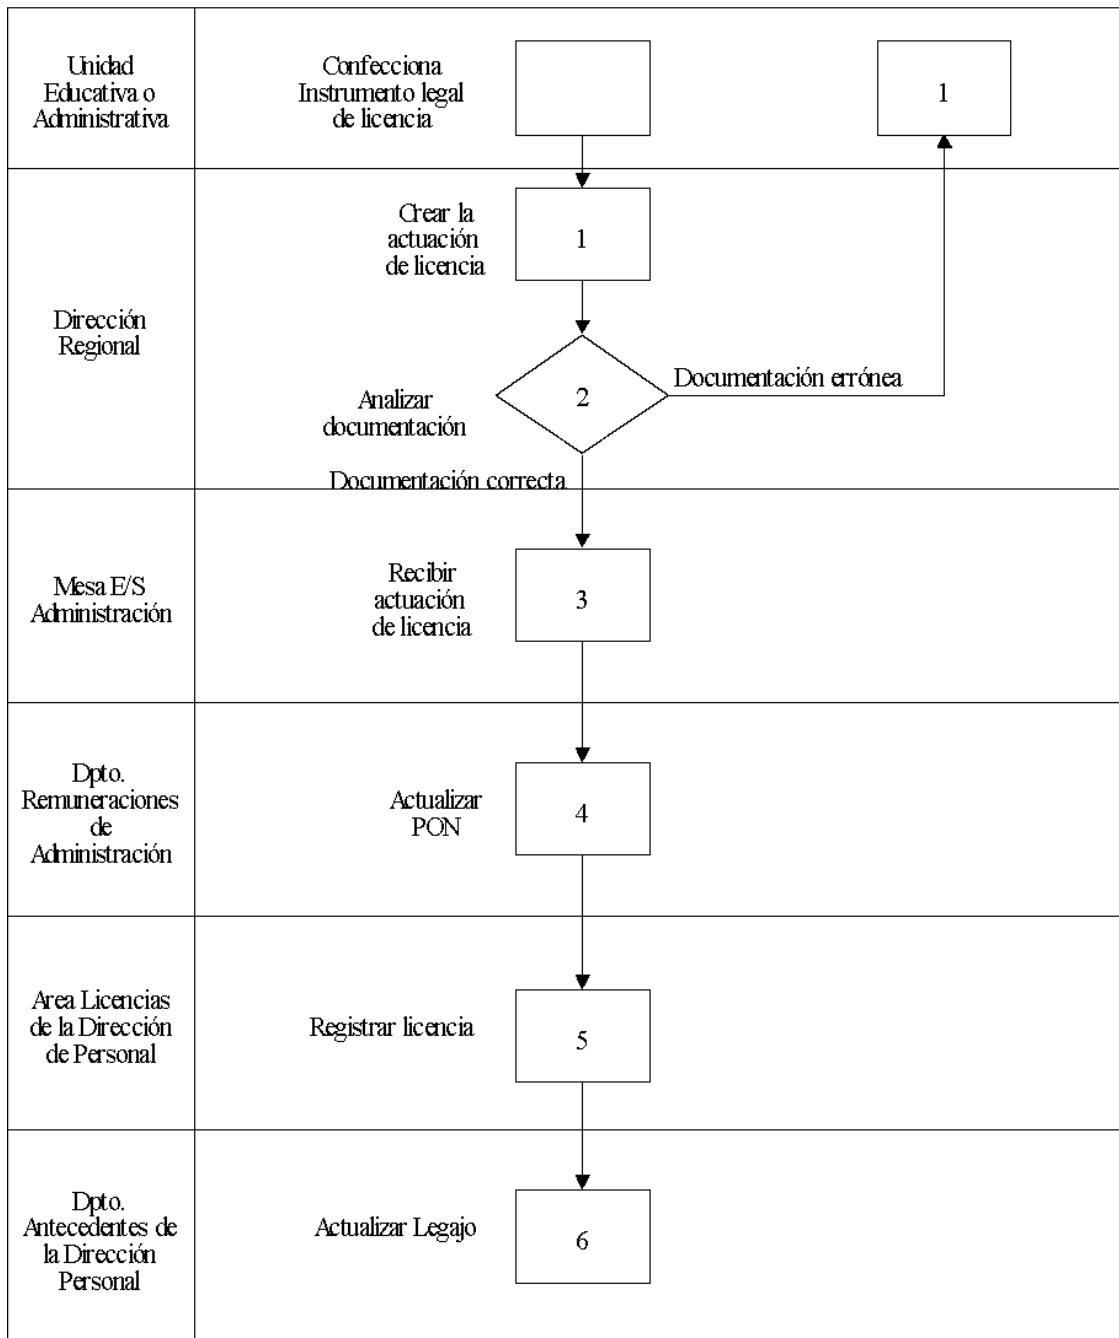 Unidad
Educativa o
Administrativa
Confecciona
Instrumento legal
de licencia
1
Dirección
Regional
Crear la
actuación
de licencia
1
Analizar
documentación
2
Documentación errónea
Documentación correcta
Mesa E/S
Administración
Recibir
actuación
de licencia
3
Dpto.
Remuneraciones
de
Administración
Actualizar
PON
4
Area Licencias
de la Dirección
de Personal
Registrar licencia
5
Dpto.
Antecedentes de
la Dirección
Personal
Actualizar Legajo
6